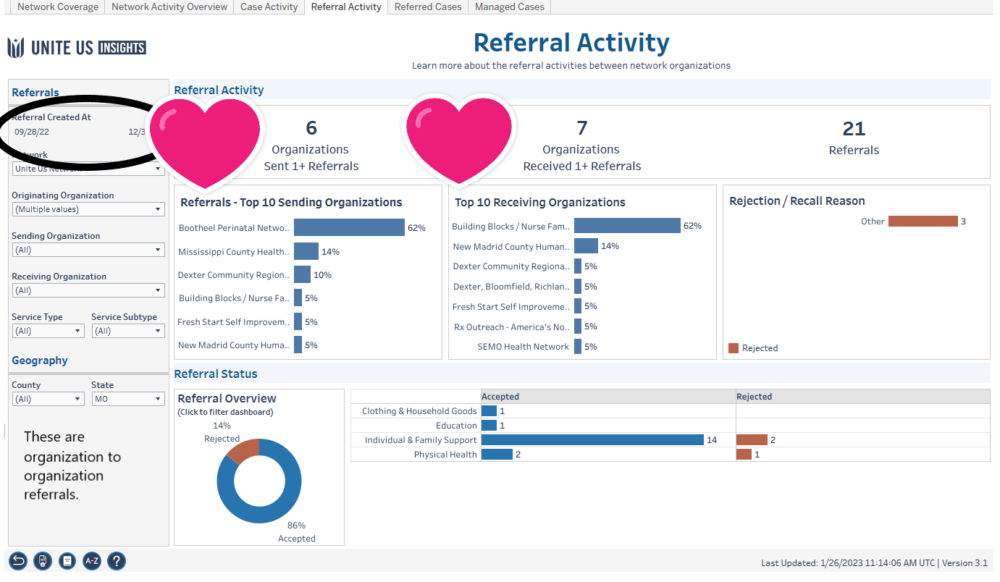 Network Coverage
Network Activity Overview
Case Activity
Referral Activity
Referred Cases
Managed Cases
UNITE US INSIGHTS
Referral Activity
Learn more about the referral activities between network organizations
Referrals
Referral Created At
09/28/22
12/3
Network
Unite Us Network
Originating Organization
(Multiple values)
Sending Organization
(All)
Receiving Organization
(All)
Service Type
Service Subtype
(All)
(All)
Geography
County
State
(All)
MO
These are
organization to
organization
referrals.
Referral Activity
6
Organizations
Sent 1+ Referrals
7
Organizations
Received 1+ Referrals
21
Referrals
Referrals - Top 10 Sending Organizations
Bootheel Perinatal Netwo.. 62%
Mississippi County Health.. 14%
Dexter Community Region.. 10%
Building Blocks / Nurse Fa.. 5%
Fresh Start Self Improvem.. 5%
New Madrid County Huma.. 5%
Top 10 Receiving Organizations
Building Blocks / Nurse Fam.. 62%
New Madrid County Human.. 14%
Dexter Community Regiona.. 5%
Dexter, Bloomfield, Richlan.. 5%
Fresh Start Self Improveme.. 5%
Rx Outreach - America's No.. 5%
SEMO Health Network 5%
Rejection / Recall Reason
Other 3
Rejected
Referral Status
Referral Overview
(Click to filter dashboard)
14%
Rejected
86%
Accepted
Accepted Rejected
Clothing & Household Goods 1
Education 1
Individual & Family Support 14 2
Physical Health 2 1
A-Z
?
Last Updated: 1/26/2023 11:14:06 AM UTC | Version 3.1